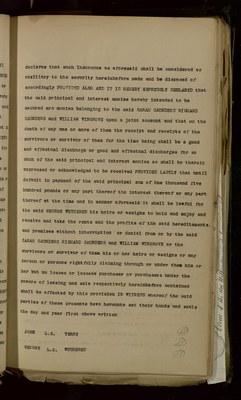 declares that such Indenture as aforesaid shall be considered as
auxiliary to the security hereinbefore made and be disposed of
accordingly PROVIDED ALSO AND IT IS HEREBY EXPRESSLY DECLARED that
the said principal and interest monies hereby intended to be
secured are monies belonging to the said SARAH SAUNDERS RICHARD
SAUNDERS and WILLIAM WINGROVE upon a joint account and that on the
death of any one or more of them the receipt and receipts of the
survivors or survivor of them for the time being shall be a good
and effectual discharge or good and effectual discharges for so
much of the said principal and interest monies as shall be therein
expressed or acknowledged to be received PROVIDED LASTLY that until
default in payment of the said principal sum of One thousand five
hundred pounds or any part thereof the interest thereof or any part
thereof at the time and in manner aforesaid it shall be lawful for
the said GEORGE WETHERED his heirs or assigns to hold and enjoy and
receive and take the rents and the profits of the said hereditaments
and premises without interruption or denial from or by the said
SARAH SAUNDERS RICHARD SAUNDERS and WILLIAM WINGROVE or the
survivors or survivor of them his or her heirs or assigns or any
person or persons rightfully claiming through or under them him or
her but no lessee or lessees purchaser or purchasers under the
powers of leasing and sale respectively hereinbefore contained
shall be affected by this provision IN WITNESS whereof the said
parties of these presents have hereunto set their hands and seals
the day and year first above written
JOHN L.S. TERRY
GEORGE L.S. WETHERED